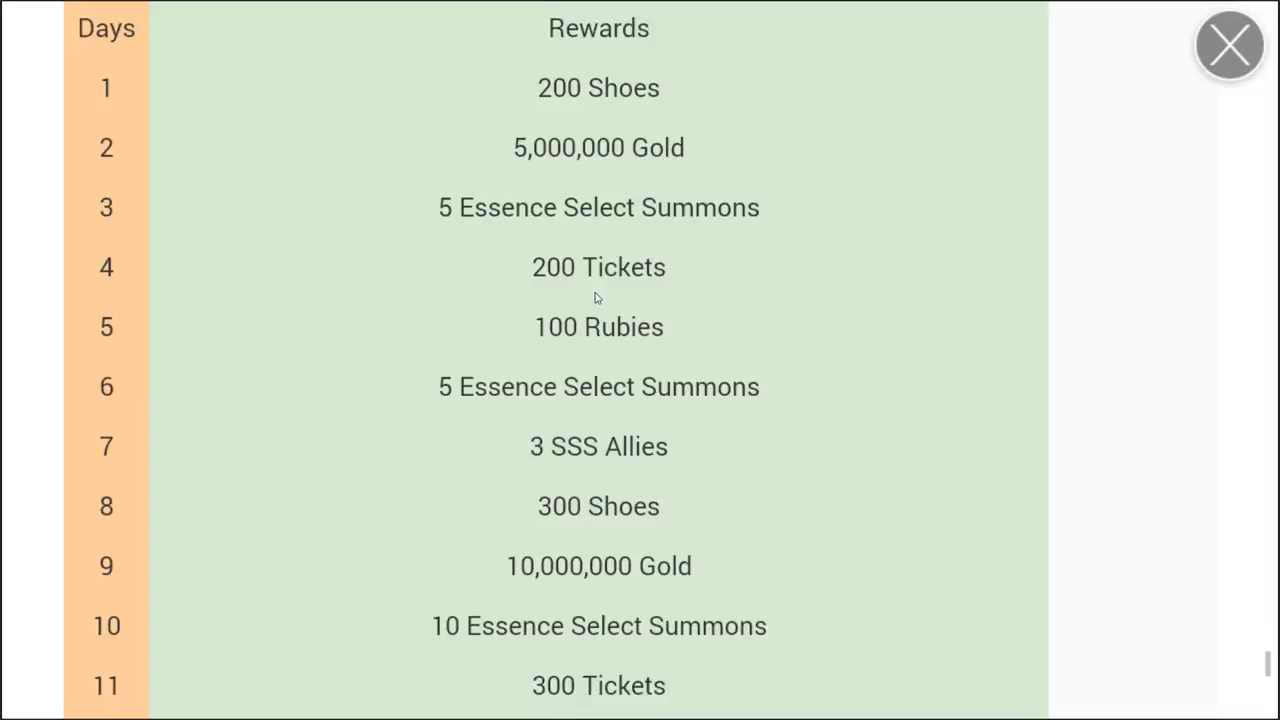 Days Rewards
1 200 Shoes
2 5,000,000 Gold
3 5 Essence Select Summons
4 200 Tickets
5 100 Rubies
6 5 Essence Select Summons
7 3 SSS Allies
8 300 Shoes
9 10,000,000 Gold
10 10 Essence Select Summons
11 300 Tickets